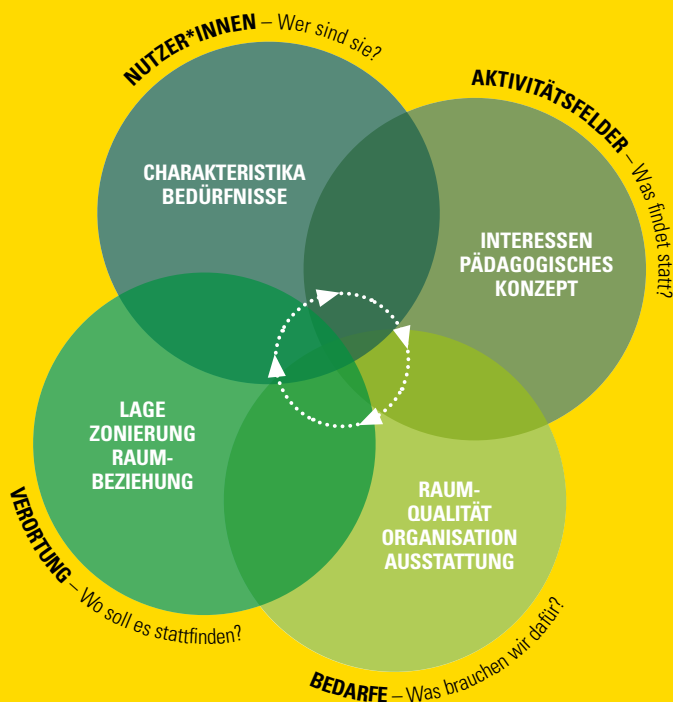 NUTZER*INNEN – Wer sind sie?
CHARAKTERISTIKA
BEDÜRFNISSE
AKTIVITÄTSFELDER – Was findet statt?
INTERESSEN
PÄDAGOGISCHES
KONZEPT
LAGE
ZONIERUNG
RAUM-
BEZIEHUNG
VERORTUNG – Wo soll es stattfinden?
RAUM-
QUALITÄT
ORGANISATION
AUSSTATTUNG
BEDARFE – Was brauchen wir dafür?